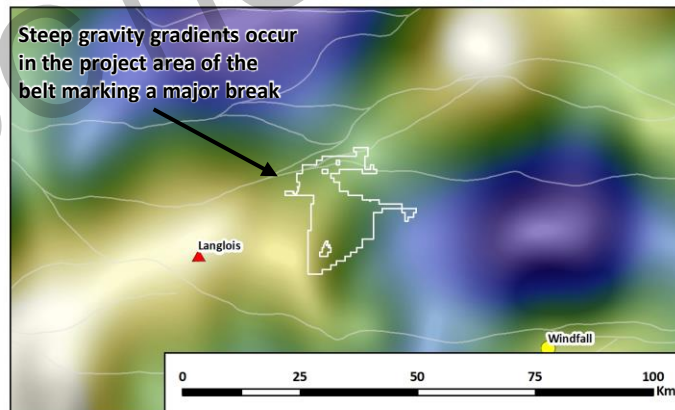 Steep gravity gradients occur
in the project area of the
belt marking a major break
Langlois
Windfall
0 25 50 75 100
Km